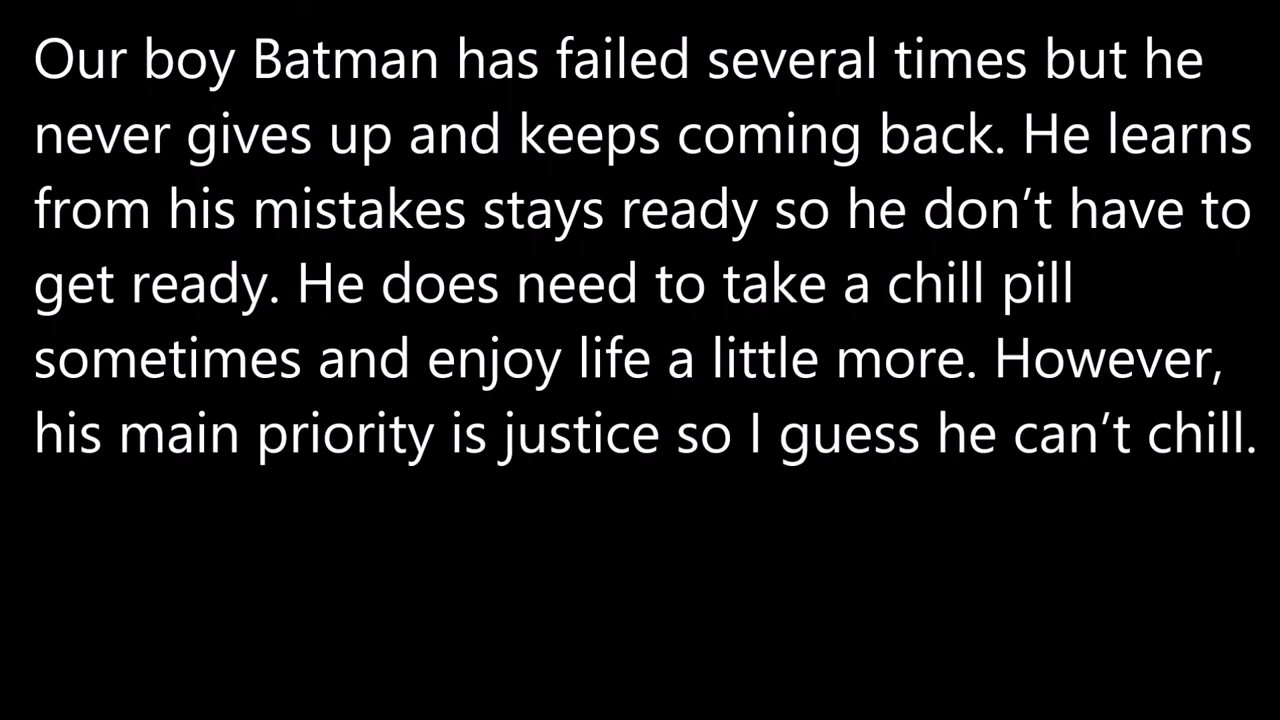 Our boy Batman has failed several times but he
never gives up and keeps coming back. He learns
from his mistakes stays ready so he don’t have to
get ready. He does need to take a chill pill
sometimes and enjoy life a little more. However,
his main priority is justice so I guess he can’t chill.